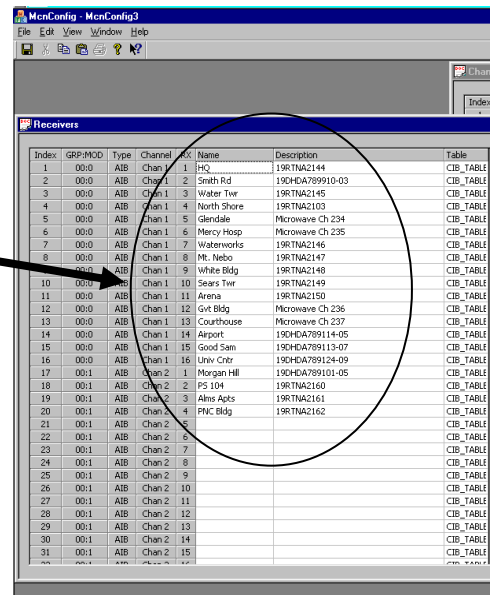 McnConfig - McnConfig3
File Edit View Window Help
Chan
Index
Receivers
Index GRP:MOD Type Channel RX Name Description Table
1 00:0 AIB Chan 1 1 HQ 19RTNA2144 CIB_TABLE
2 00:0 AIB Chan 1 2 Smith Rd 19DHDA789910-03 CIB_TABLE
3 00:0 AIB Chan 1 3 Water Twr 19RTNA2145 CIB_TABLE
4 00:0 AIB Chan 1 4 North Shore 19RTNA2103 CIB_TABLE
5 00:0 AIB Chan 1 5 Glendale Microwave Ch 234 CIB_TABLE
6 00:0 AIB Chan 1 6 Mercy Hosp Microwave Ch 235 CIB_TABLE
7 00:0 AIB Chan 1 7 Waterworks 19RTNA2146 CIB_TABLE
8 00:0 AIB Chan 1 8 Mt. Nebo 19RTNA2147 CIB_TABLE
00:0 AIB Chan 1 9 White Bldg 19RTNA2148 CIB_TABLE
10 00:0 AIB Chan 1 10 Sears Twr 19RTNA2149 CIB_TABLE
11 00:0 AIB Chan 1 11 Arena 19RTNA2150 CIB_TABLE
12 00:0 AIB Chan 1 12 Gvt Bldg Microwave Ch 236 CIB_TABLE
13 00:0 AIB Chan 1 13 Courthouse Microwave Ch 237 CIB_TABLE
14 00:0 AIB Chan 1 14 Airport 19DHDA789114-05 CIB_TABLE
15 00:0 AIB Chan 1 15 Good Sam 19DHDA789113-07 CIB_TABLE
16 00:0 AIB Chan 1 16 Univ Cntr 19DHDA789124-09 CIB_TABLE
17 00:1 AIB Chan 2 1 Morgan Hill 19DHDA789101-05 CIB_TABLE
18 00:1 AIB Chan 2 2 PS 104 19RTNA2160 CIB_TABLE
19 00:1 AIB Chan 2 3 Alms Apts 19RTNA2161 CIB_TABLE
20 00:1 AIB Chan 2 4 PNC Bldg 19RTNA2162 CIB_TABLE
21 00:1 AIB Chan 2 5 CIB_TABLE
22 00:1 AIB Chan 2 6 CIB_TABLE
23 00:1 AIB Chan 2 7 CIB_TABLE
24 00:1 AIB Chan 2 8 CIB_TABLE
25 00:1 AIB Chan 2 9 CIB_TABLE
26 00:1 AIB Chan 2 10 CIB_TABLE
27 00:1 AIB Chan 2 11 CIB_TABLE
28 00:1 AIB Chan 2 12 CIB_TABLE
29 00:1 AIB Chan 2 13 CIB_TABLE
30 00:1 AIB Chan 2 14 CIB_TABLE
31 00:1 AIB Chan 2 15 CIB_TABLE